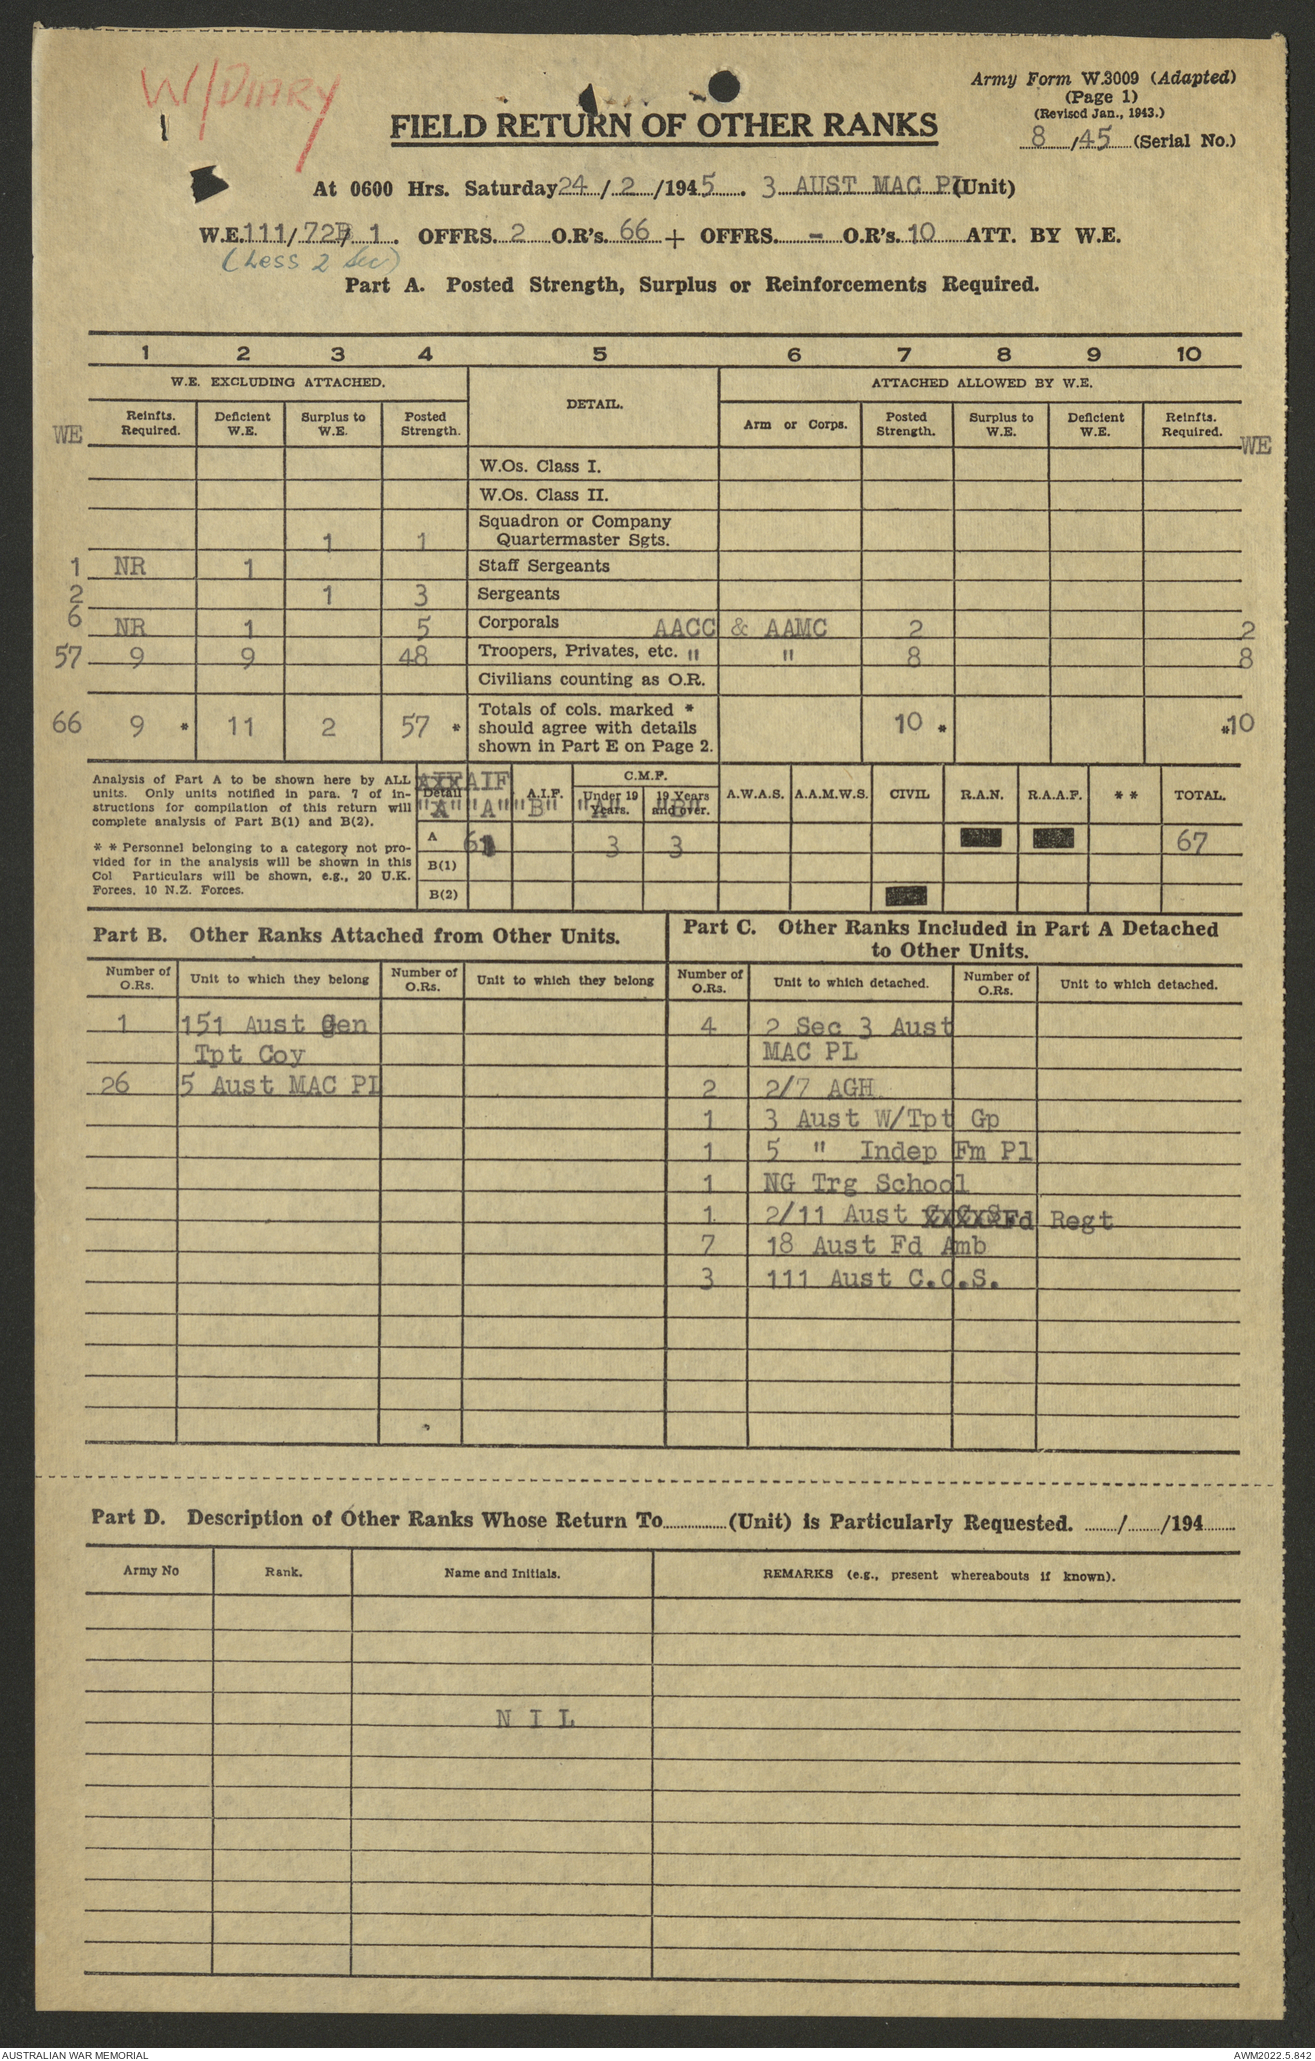 W/DIARY
1
Army Form W.3009 (Adapted)
(Page 1)
(Revised Jan., 1943.)
8/45 (Serial No.)
FIELD RETURN OF OTHER RANKS
At 0600 Hrs. Saturday 24/2/1945. 3 AUST MAC PL (Unit)
W.E. 111/72B/1. OFFRS. 2 O.R's. 66 + OFFRS. - O.R's. 10 ATT. BY W.E.
(Less 2 Sec)
Part A. Posted Strength, Surplus or Reinforcements Required.
1 2 3 4 5 6 7 8 9 10
W.E. EXCLUDING ATTACHED. DETAIL. ATTACHED ALLOWED BY W.E.
WE Reinfts. Required. Deficient W.E. Surplus to W.E. Posted Strength. Arm or Corps. Posted Strength. Surplus to W.E. Deficient W.E. Reinfts. Required. WE
W.Os. Class I.
W.Os. Class II.
1 1 Squadron or Company Quartermaster Sgts.
1 NR 1 Staff Sergeants
2 1 3 Sergeants
6 NR 1 5 Corporals AACC & AAMC 2 2
57 9 9 48 Troopers, Privates, etc. " " 8 8
Civilians counting as O.R.
66 9 * 11 2 57 * Totals of cols. marked * should agree with details shown in Part E on Page 2. 10 * *10
Analysis of Part A to be shown here by ALL
units. Only units notified in para. 7 of in-
structions for compilation of this return will
complete analysis of Part B(1) and B(2).
* * Personnel belonging to a category not pro-
vided for in the analysis will be shown in this
Col Particulars will be shown, e.g., 20 U.K.
Forces, 10 N.Z. Forces.
AIF C.M.F.
Detail A.I.F. Under 19 Years. 19 Years and over. A.W.A.S. A.A.M.W.S. CIVIL R.A.N. R.A.A.F. * * TOTAL.
"A" "A" "B" "A" "B"
A 61 3 3 67
B(1)
B(2)
Part B. Other Ranks Attached from Other Units.
Part C. Other Ranks Included in Part A Detached
to Other Units.
Number of O.Rs. Unit to which they belong Number of O.Rs. Unit to which they belong Number of O.Rs. Unit to which detached. Number of O.Rs. Unit to which detached.
1 151 Aust Gen 4 2 Sec 3 Aust
Tpt Coy MAC PL
26 5 Aust MAC PL 2 2/7 AGH
1 3 Aust W/Tpt Gp
1 5 " Indep Fm Pl
1 NG Trg School
1 2/11 Aust Fd Regt
7 18 Aust Fd Amb
3 111 Aust C.C.S.
Part D. Description of Other Ranks Whose Return To (Unit) is Particularly Requested. / /194
Army No Rank. Name and Initials. REMARKS (e.g., present whereabouts if known).
N I L
AUSTRALIAN WAR MEMORIAL AWM2022.5.842